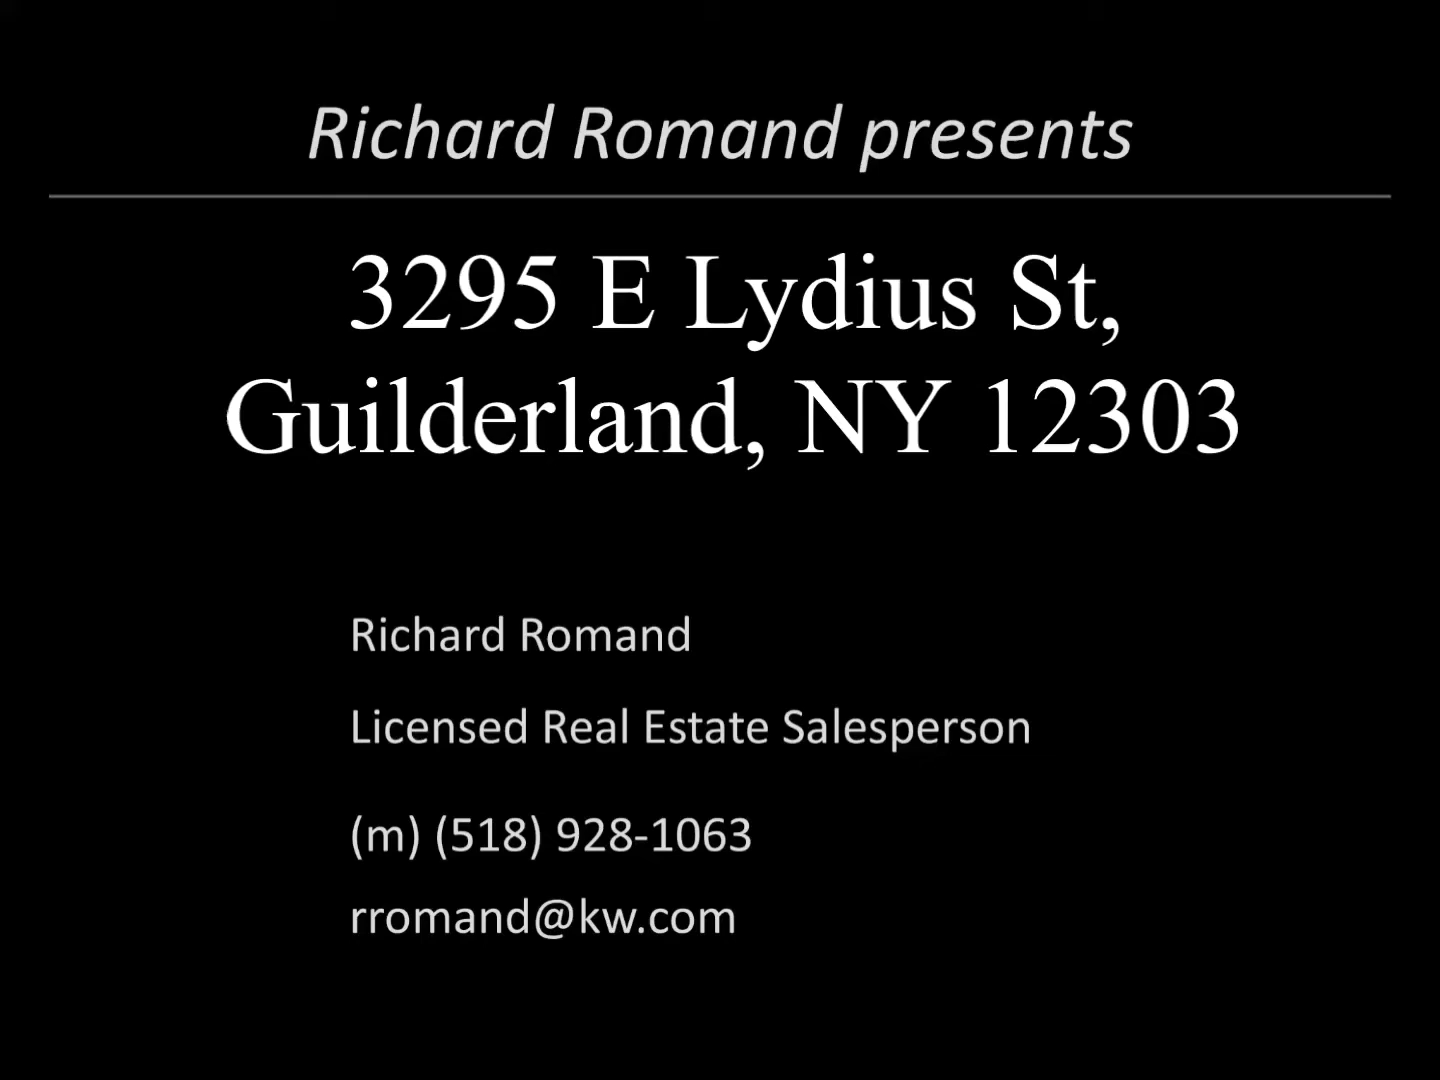 Richard Romand presents
3295 E Lydius St,
Guilderland, NY 12303
Richard Romand
Licensed Real Estate Salesperson
(m) (518) 928-1063
rromand@kw.com